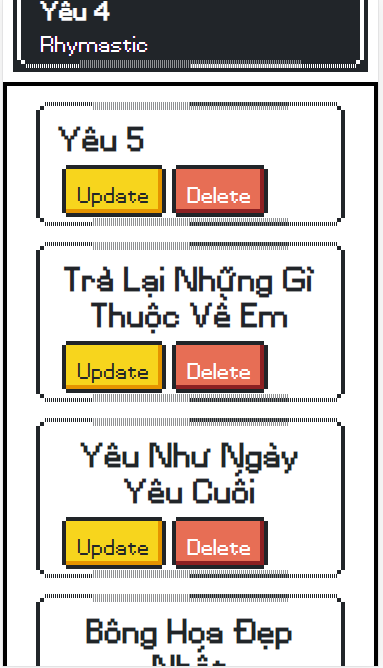 Yêu 4
Rhymastic
Yêu 5
Update Delete
Trả Lại Những Gì
Thuộc Về Em
Update Delete
Yêu Như Ngày
Yêu Cuối
Update Delete
Bông Hoa Đẹp
Nhất